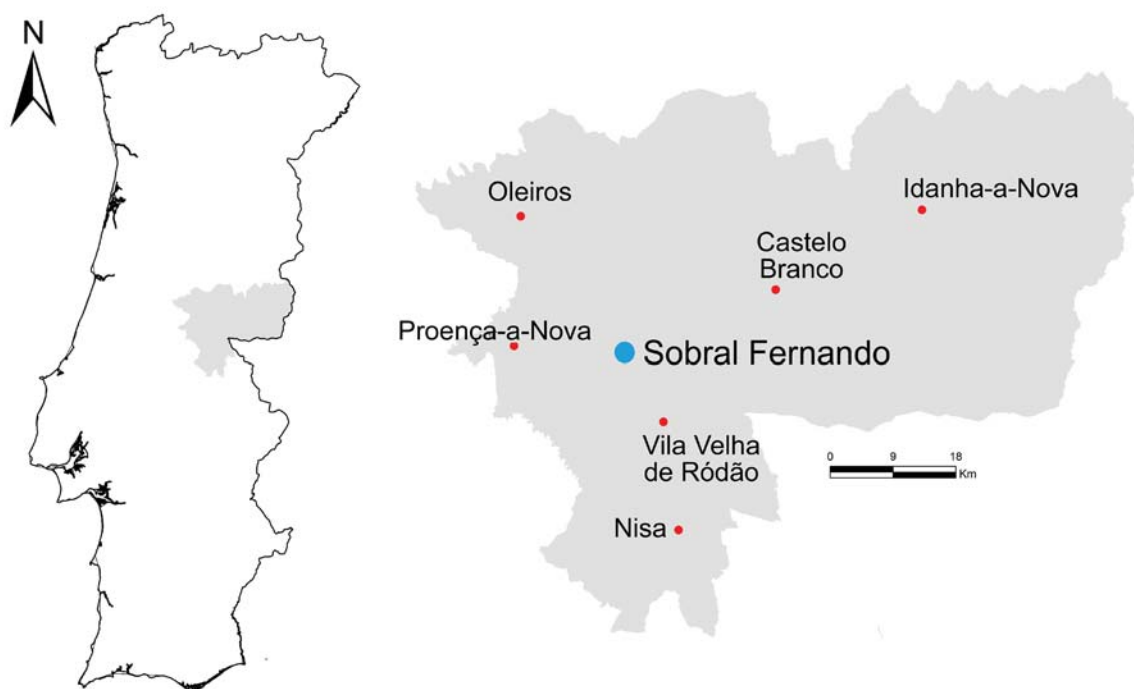 N
Oleiros
Idanha-a-Nova
Castelo
Branco
Proença-a-Nova
Sobral Fernando
Vila Velha
de Ródão
0 9 18
Km
Nisa